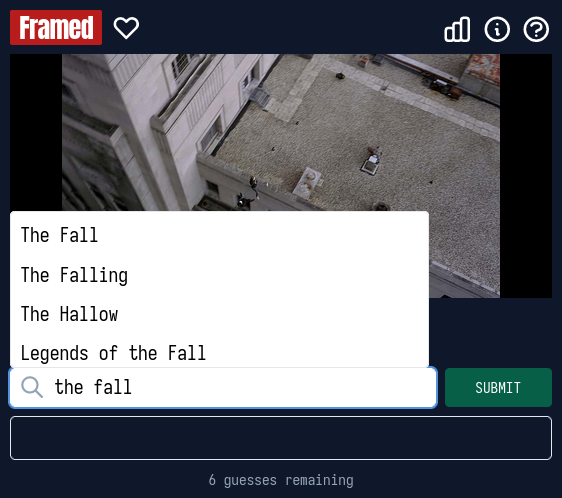 Framed
The Fall
The Falling
The Hallow
Legends of the Fall
the fall
SUBMIT
6 guesses remaining